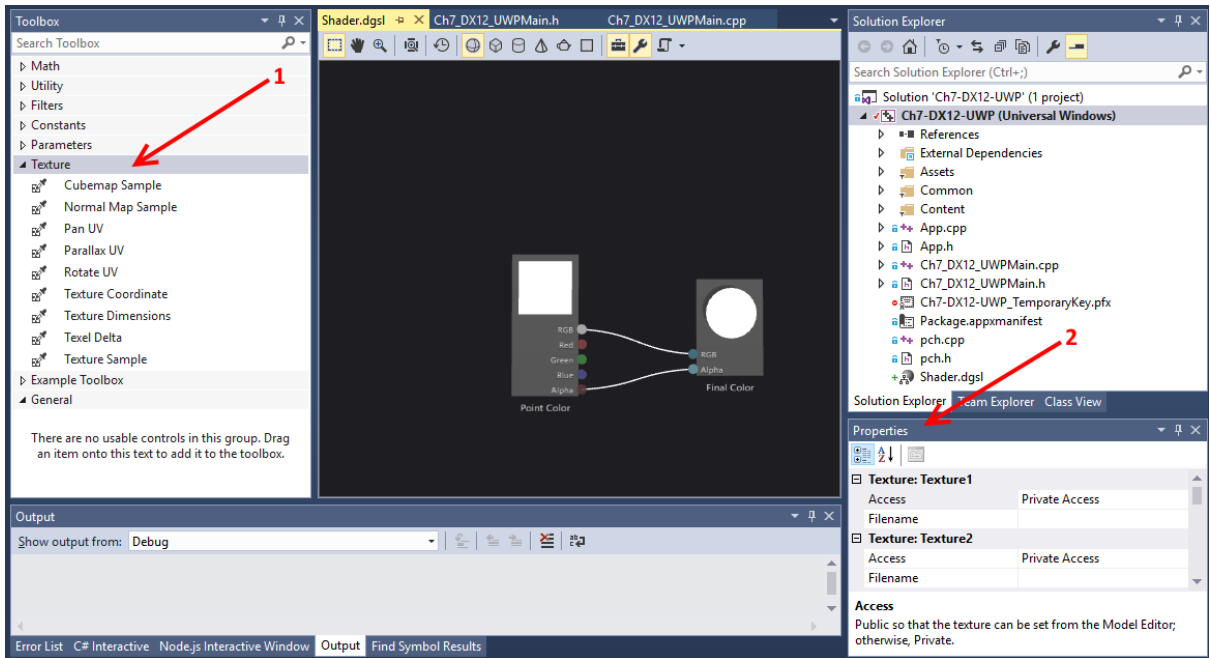 Toolbox
Search Toolbox
Math
Utility
Filters
Constants
Parameters
Texture
Cubemap Sample
Normal Map Sample
Pan UV
Parallax UV
Rotate UV
Texture Coordinate
Texture Dimensions
Texel Delta
Texture Sample
Example Toolbox
General
There are no usable controls in this group. Drag
an item onto this text to add it to the toolbox.
1
Shader.dgsl Ch7_DX12_UWPMain.h Ch7_DX12_UWPMain.cpp
RGB
Red
Green
Blue
Alpha
Point Color
RGB
Alpha
Final Color
Solution Explorer
Search Solution Explorer (Ctrl+;)
Solution 'Ch7-DX12-UWP' (1 project)
Ch7-DX12-UWP (Universal Windows)
References
External Dependencies
Assets
Common
Content
App.cpp
App.h
Ch7_DX12_UWPMain.cpp
Ch7_DX12_UWPMain.h
Ch7-DX12-UWP_TemporaryKey.pfx
Package.appxmanifest
pch.cpp
2
pch.h
Shader.dgsl
Solution Explorer Team Explorer Class View
Properties
Texture: Texture1
Access Private Access
Filename
Texture: Texture2
Access Private Access
Filename
Access
Public so that the texture can be set from the Model Editor;
otherwise, Private.
Output
Show output from: Debug
Error List C# Interactive Node.js Interactive Window Output Find Symbol Results